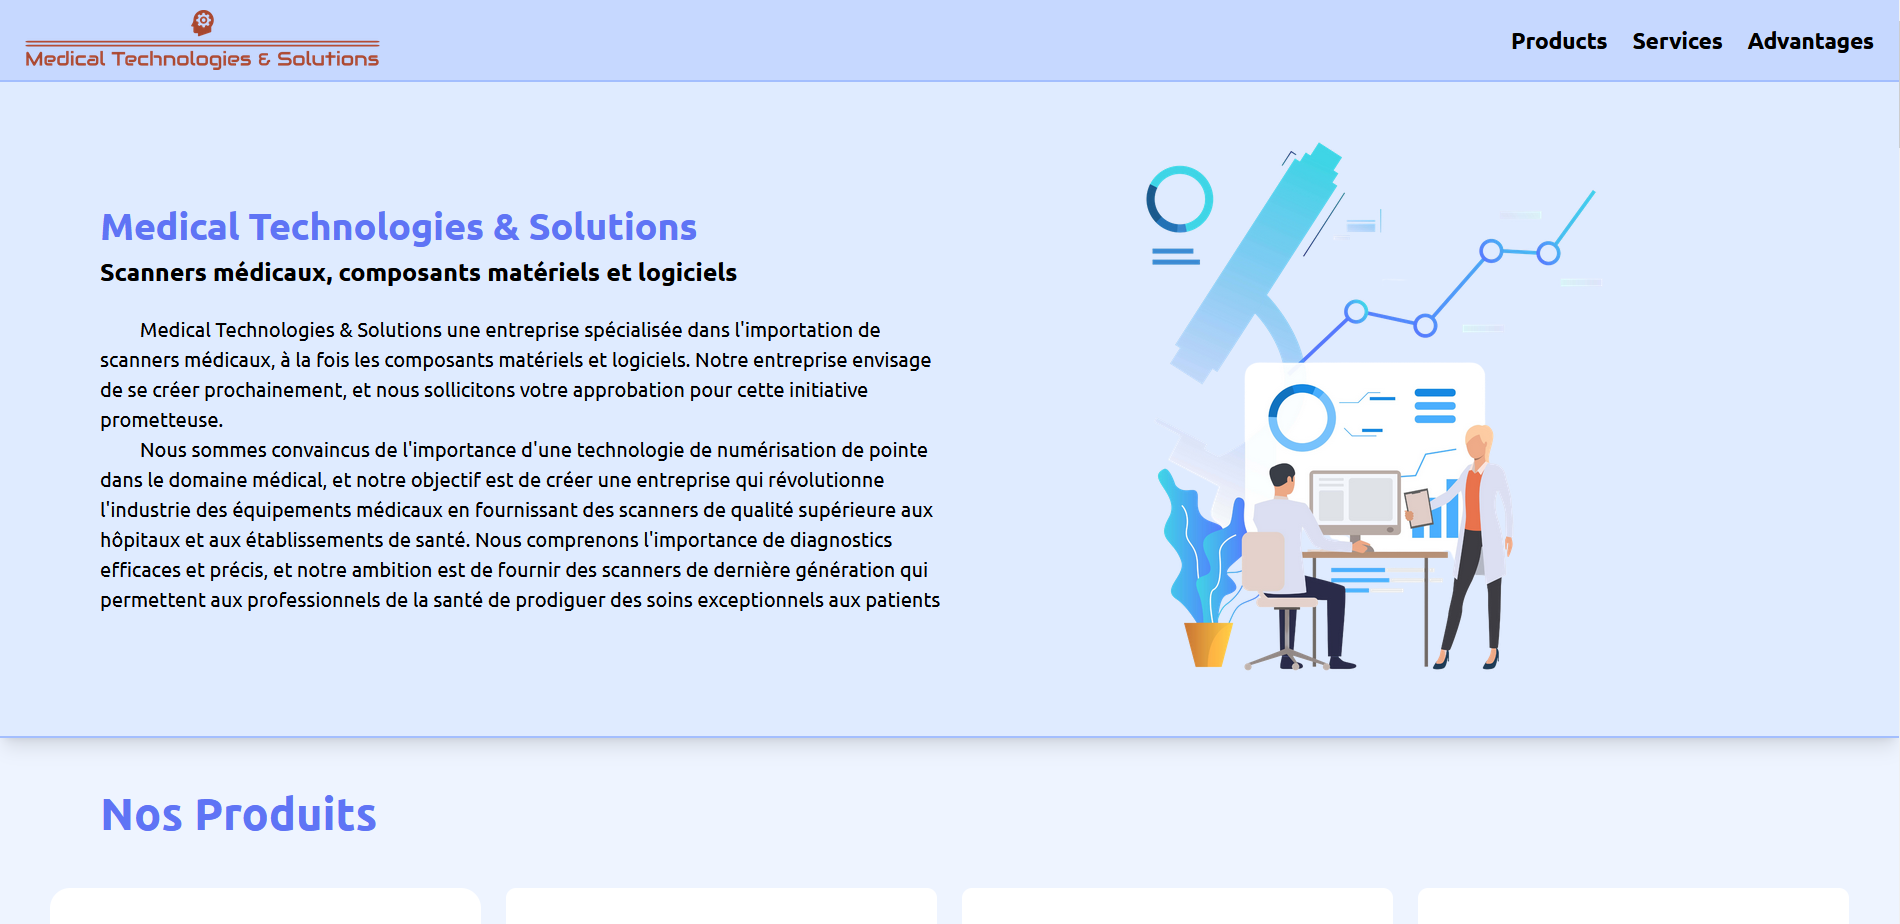 Medical Technologies & Solutions
Products Services Advantages
Medical Technologies & Solutions
Scanners médicaux, composants matériels et logiciels
Medical Technologies & Solutions une entreprise spécialisée dans l'importation de
scanners médicaux, à la fois les composants matériels et logiciels. Notre entreprise envisage
de se créer prochainement, et nous sollicitons votre approbation pour cette initiative
prometteuse.
Nous sommes convaincus de l'importance d'une technologie de numérisation de pointe
dans le domaine médical, et notre objectif est de créer une entreprise qui révolutionne
l'industrie des équipements médicaux en fournissant des scanners de qualité supérieure aux
hôpitaux et aux établissements de santé. Nous comprenons l'importance de diagnostics
efficaces et précis, et notre ambition est de fournir des scanners de dernière génération qui
permettent aux professionnels de la santé de prodiguer des soins exceptionnels aux patients
Nos Produits